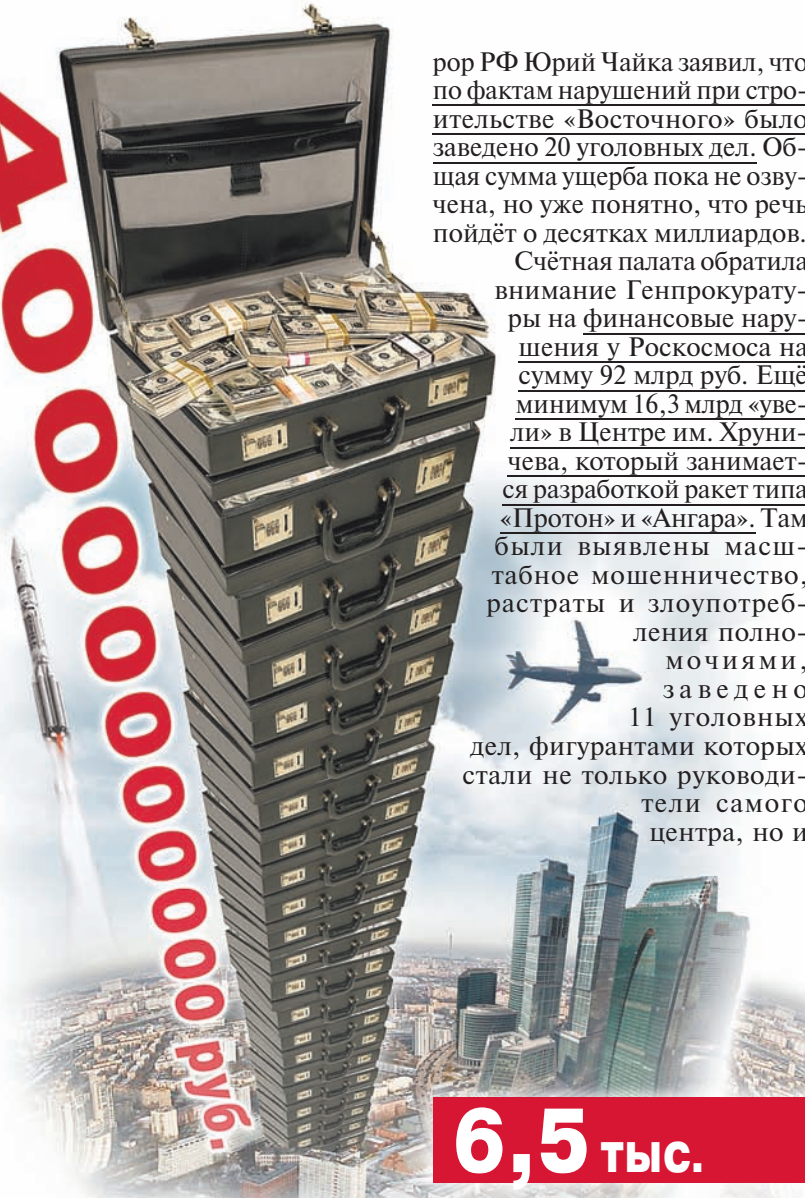 40000000000 руб.
рор РФ Юрий Чайка заявил, что
по фактам нарушений при стро-
ительстве «Восточного» было
заведено 20 уголовных дел. Об-
щая сумма ущерба пока не озву-
чена, но уже понятно, что речь
пойдёт о десятках миллиардов.
Счётная палата обратила
внимание Генпрокурату-
ры на финансовые нару-
шения у Роскосмоса на
сумму 92 млрд руб. Ещё
минимум 16,3 млрд «уве-
ли» в Центре им. Хруни-
чева, который занимает-
ся разработкой ракет типа
«Протон» и «Ангара». Там
были выявлены масш-
табное мошенничество,
растраты и злоупотреб-
ления полно-
мочиями,
заведено
11 уголовных
дел, фигурантами которых
стали не только руководи-
тели самого
центра, но и
6,5 тыс.